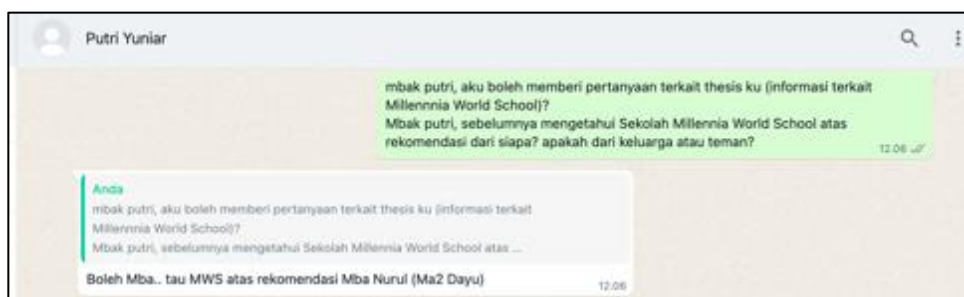 Putri Yuniar
mbak putri, aku boleh memberi pertanyaan terkait thesis ku (informasi terkait
Millennnia World School)?
Mbak putri, sebelumnya mengetahui Sekolah Millennia World School atas
rekomendasi dari siapa? apakah dari keluarga atau teman?
12.06
Anda
mbak putri, aku boleh memberi pertanyaan terkait thesis ku (informasi terkait
Millennnia World School)?
Mbak putri, sebelumnya mengetahui Sekolah Millennia World School atas ...
Boleh Mba.. tau MWS atas rekomendasi Mba Nurul (Ma2 Dayu)
12.06